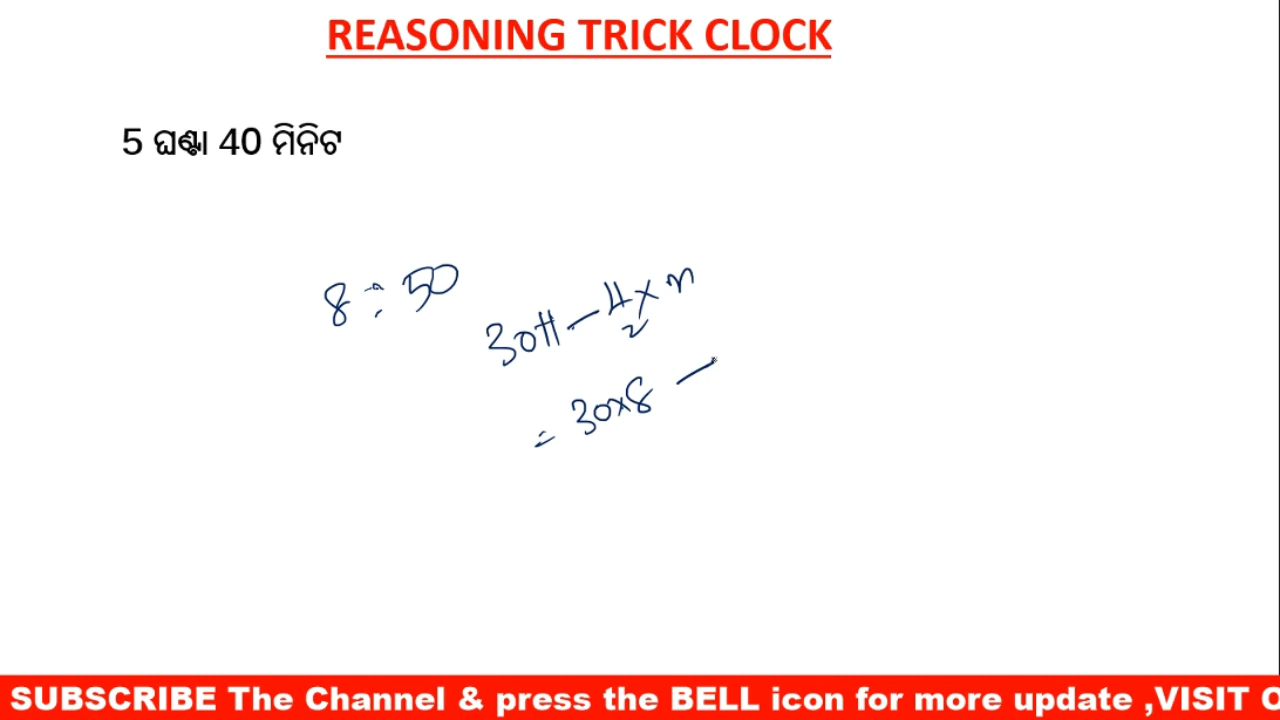 REASONING TRICK CLOCK
5 ଘଣ୍ଟା 40 ମିନିଟ
8 : 50
30H - 11/2 × m
= 30×8 -
SUBSCRIBE The Channel & press the BELL icon for more update ,VISIT